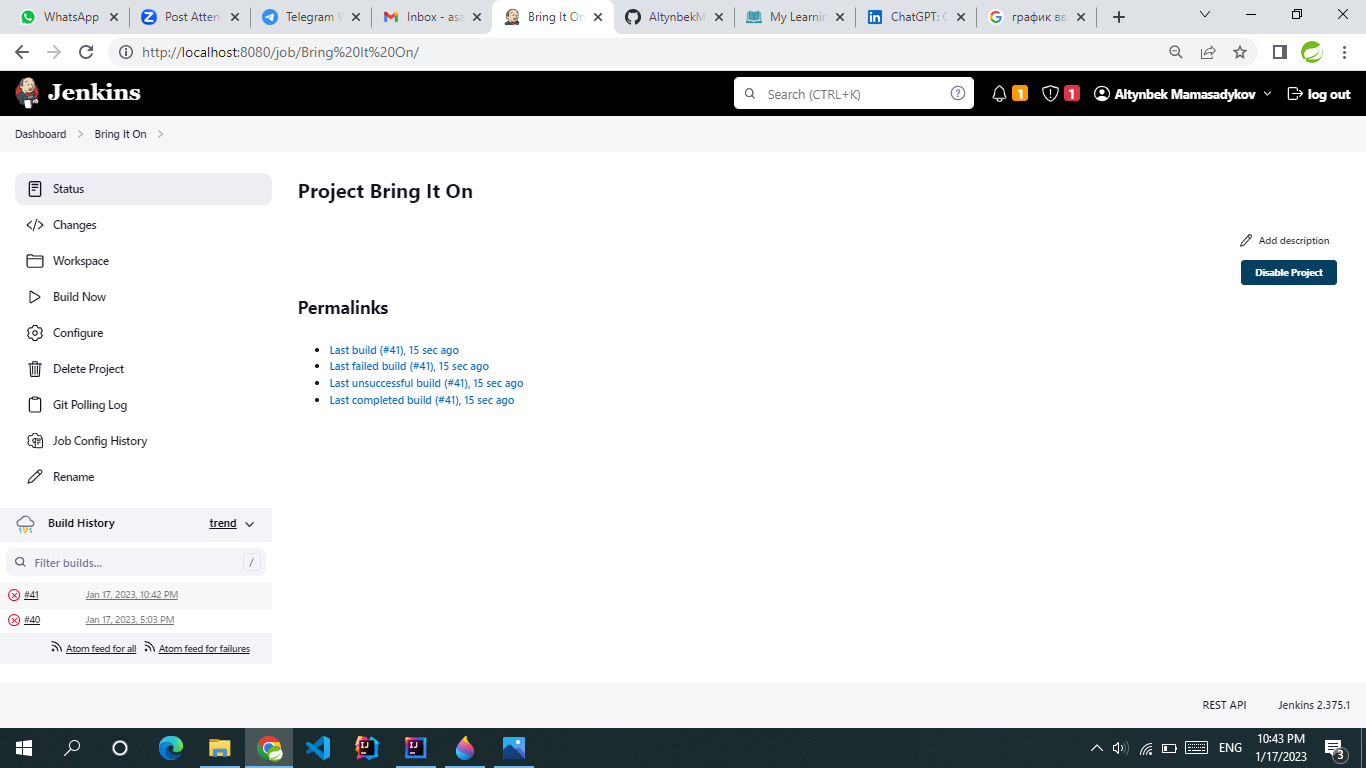 WhatsApp
Post Atten
Telegram W
Inbox - asa
Bring It On
AltynbekM
My Learnin
ChatGPT: O
график вв
http://localhost:8080/job/Bring%20It%20On/
Jenkins
Search (CTRL+K)
1
1
Altynbek Mamasadykov
log out
Dashboard
Bring It On
Status
Changes
Workspace
Build Now
Configure
Delete Project
Git Polling Log
Job Config History
Rename
Build History
trend
Filter builds...
/
#41
Jan 17, 2023, 10:42 PM
#40
Jan 17, 2023, 5:03 PM
Atom feed for all
Atom feed for failures
Project Bring It On
Add description
Disable Project
Permalinks
Last build (#41), 15 sec ago
Last failed build (#41), 15 sec ago
Last unsuccessful build (#41), 15 sec ago
Last completed build (#41), 15 sec ago
REST API
Jenkins 2.375.1
ENG
10:43 PM
1/17/2023
3